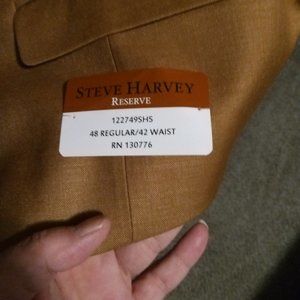 STEVE HARVEY
RESERVE
122749SHS
48 REGULAR/42 WAIST
RN 130776